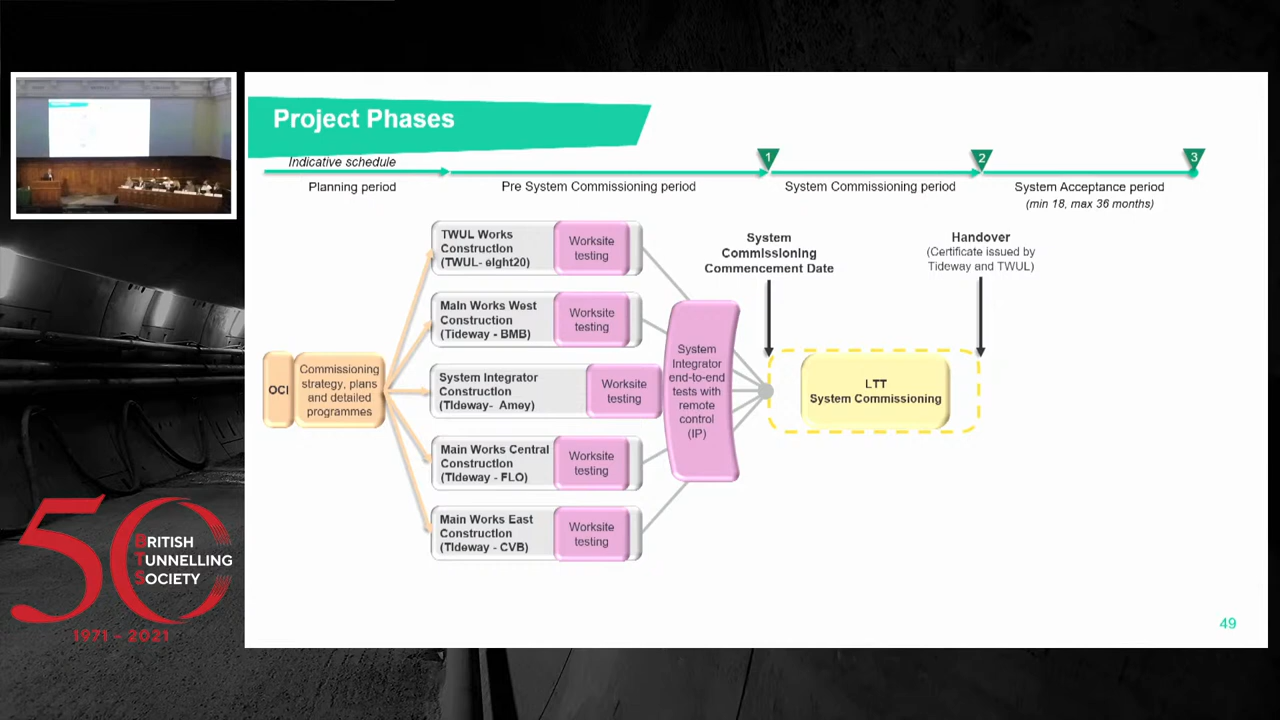 Project Phases
Indicative schedule
1
2
3
Planning period
Pre System Commissioning period
System Commissioning period
System Acceptance period
(min 18, max 36 months)
TWUL Works
Construction
(TWUL- eight20)
Worksite
testing
Main Works West
Construction
(Tideway - BMB)
Worksite
testing
System Integrator
Construction
(Tideway- Amey)
Worksite
testing
Main Works Central
Construction
(Tideway - FLO)
Worksite
testing
Main Works East
Construction
(Tideway - CVB)
Worksite
testing
OCI
Commissioning
strategy, plans
and detailed
programmes
System
Integrator
end-to-end
tests with
remote
control
(IP)
System
Commissioning
Commencement Date
Handover
(Certificate issued by
Tideway and TWUL)
LTT
System Commissioning
49
50
BRITISH
TUNNELLING
SOCIETY
1971 - 2021